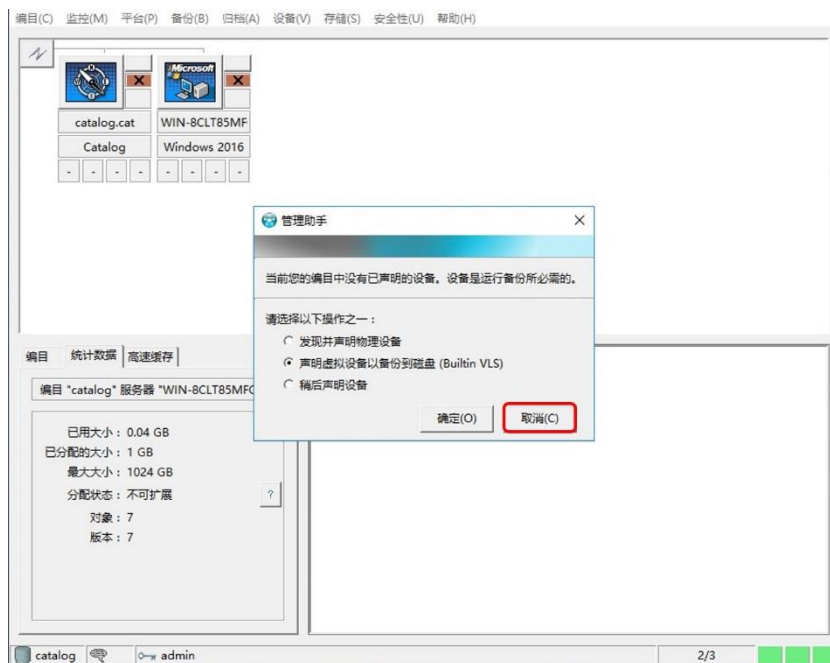 编目(C) 监控(M) 平台(P) 备份(B) 归档(A) 设备(V) 存储(S) 安全性(U) 帮助(H)
Microsoft
catalog.cat WIN-8CLT85MF
Catalog Windows 2016
- - - - - - - -
管理助手
当前您的编目中没有已声明的设备。设备是运行备份所必需的。
请选择以下操作之一：
发现并声明物理设备
声明虚拟设备以备份到磁盘 (Builtin VLS)
稍后声明设备
确定(O) 取消(C)
编目 统计数据 高速缓存
编目 "catalog" 服务器 "WIN-8CLT85MFC
已用大小： 0.04 GB
已分配的大小： 1 GB
最大大小： 1024 GB
分配状态： 不可扩展
?
对象： 7
版本： 7
catalog admin 2/3